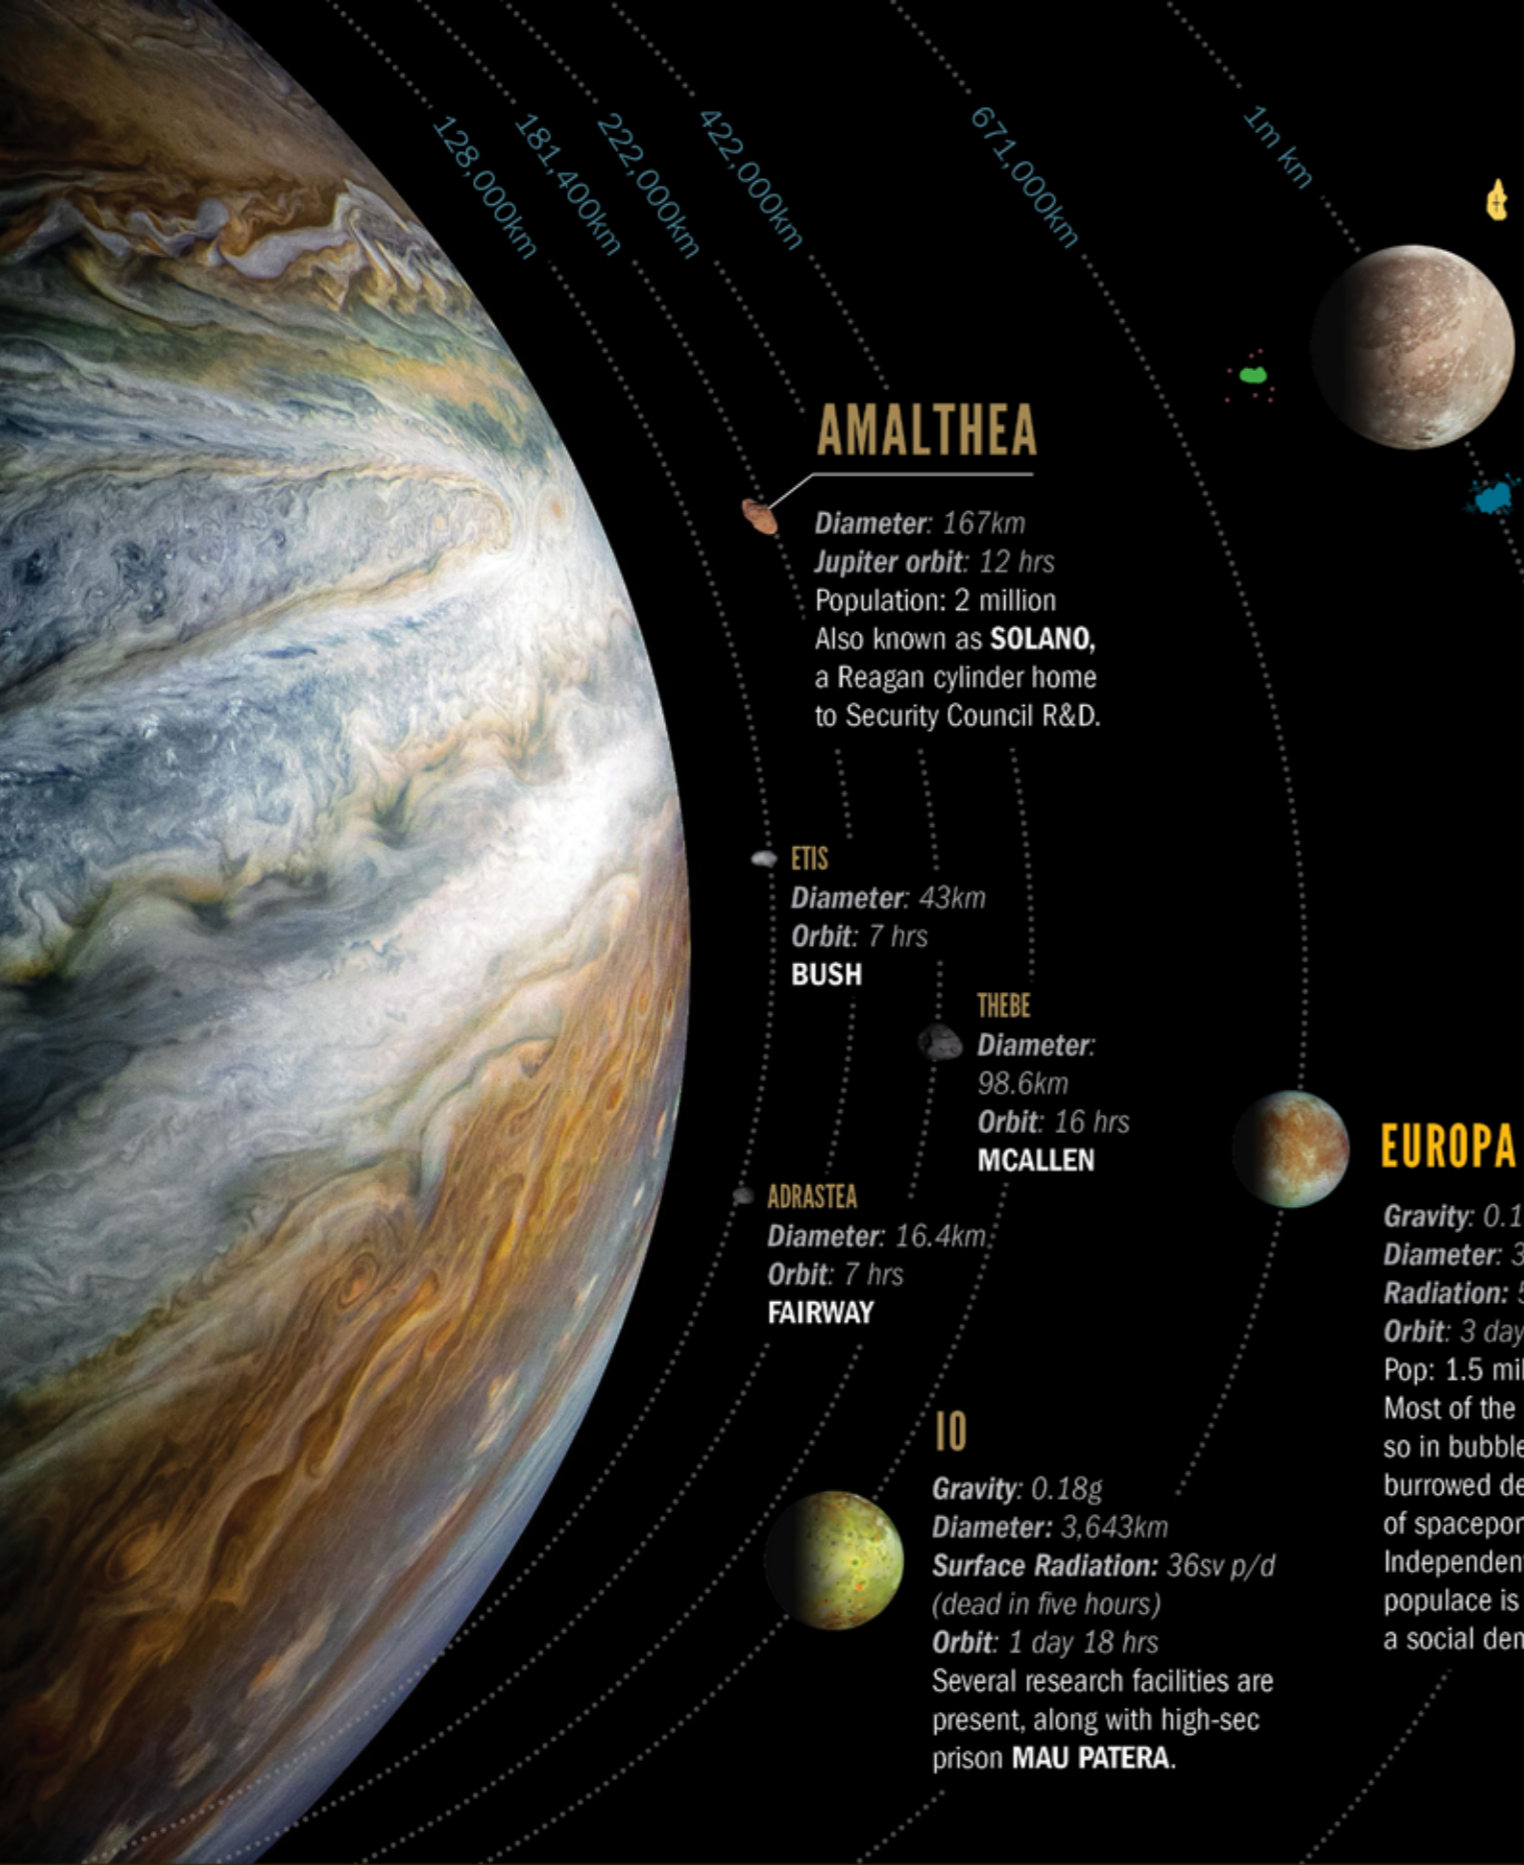 128,000km
181,400km
222,000km
422,000km
671,000km
1m km
AMALTHEA
Diameter: 167km
Jupiter orbit: 12 hrs
Population: 2 million
Also known as SOLANO,
a Reagan cylinder home
to Security Council R&D.
ETIS
Diameter: 43km
Orbit: 7 hrs
BUSH
THEBE
Diameter:
98.6km
Orbit: 16 hrs
MCALLEN
ADRASTEA
Diameter: 16.4km
Orbit: 7 hrs
FAIRWAY
IO
Gravity: 0.18g
Diameter: 3,643km
Surface Radiation: 36sv p/d
(dead in five hours)
Orbit: 1 day 18 hrs
Several research facilities are
present, along with high-sec
prison MAU PATERA.
EUROPA
Gravity: 0.1
Diameter: 3
Radiation: 5
Orbit: 3 day
Pop: 1.5 mil
Most of the
so in bubble
burrowed de
of spacepor
Independen
populace is
a social den